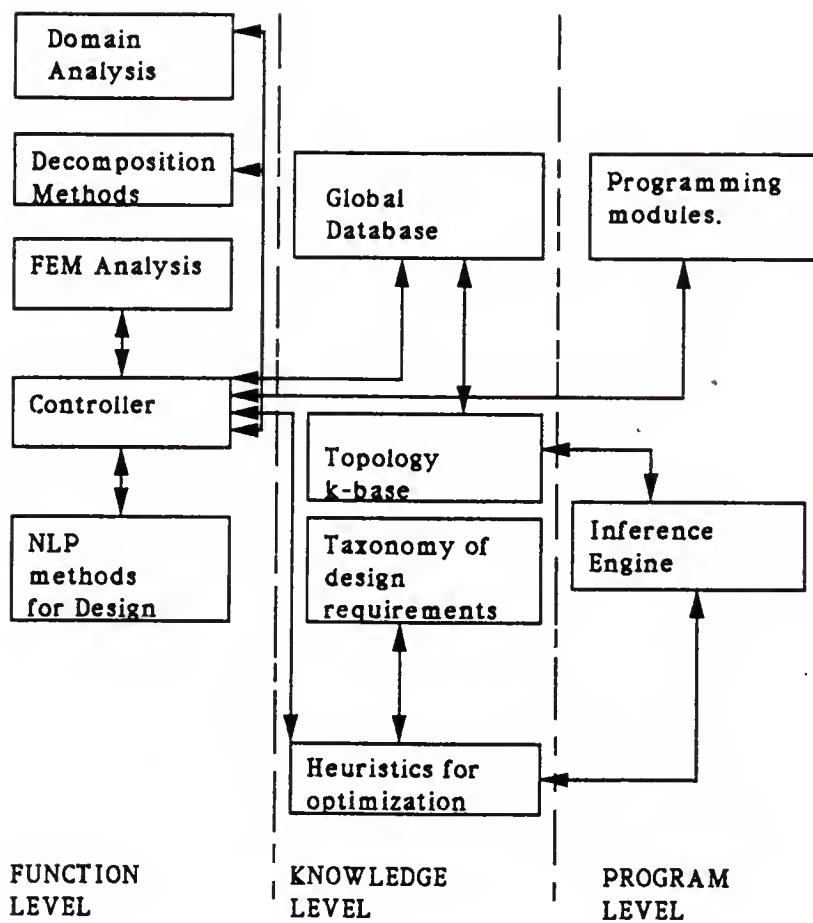 Domain
Analysis
Decomposition
Methods
FEM Analysis
Controller
NLP
methods
for Design
Global
Database
Topology
k-base
Taxonomy of
design
requirements
Heuristics for
optimization
Programming
modules.
Inference
Engine
FUNCTION
LEVEL
KNOWLEDGE
LEVEL
PROGRAM
LEVEL